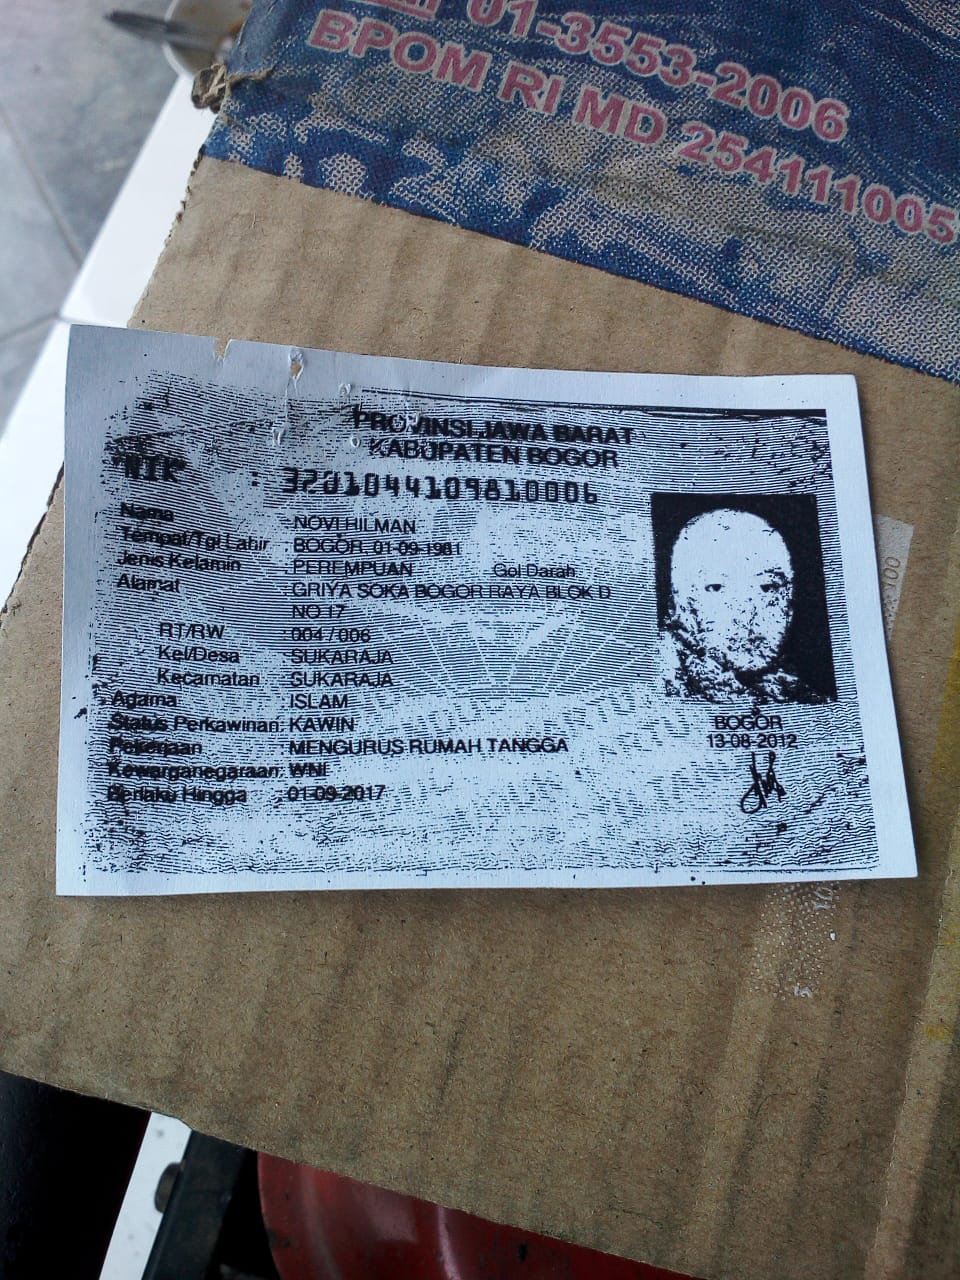 01-3553-2006
BPOM RI MD 254111005
PROVINSI JAWA BARAT
KABUPATEN BOGOR
NIK : 3201044109810006
Nama : NOVI HILMAN
Tempat/Tgl Lahir : BOGOR, 01-09-1981
Jenis Kelamin : PEREMPUAN Gol Darah
Alamat : GRIYA SOKA BOGOR RAYA BLOK D
NO 17
RT/RW : 004 / 006
Kel/Desa : SUKARAJA
Kecamatan : SUKARAJA
Agama : ISLAM
Status Perkawinan: KAWIN
Pekerjaan : MENGURUS RUMAH TANGGA
Kewarganegaraan: WNI
Berlaku Hingga : 01-09-2017
BOGOR
13-08-2012